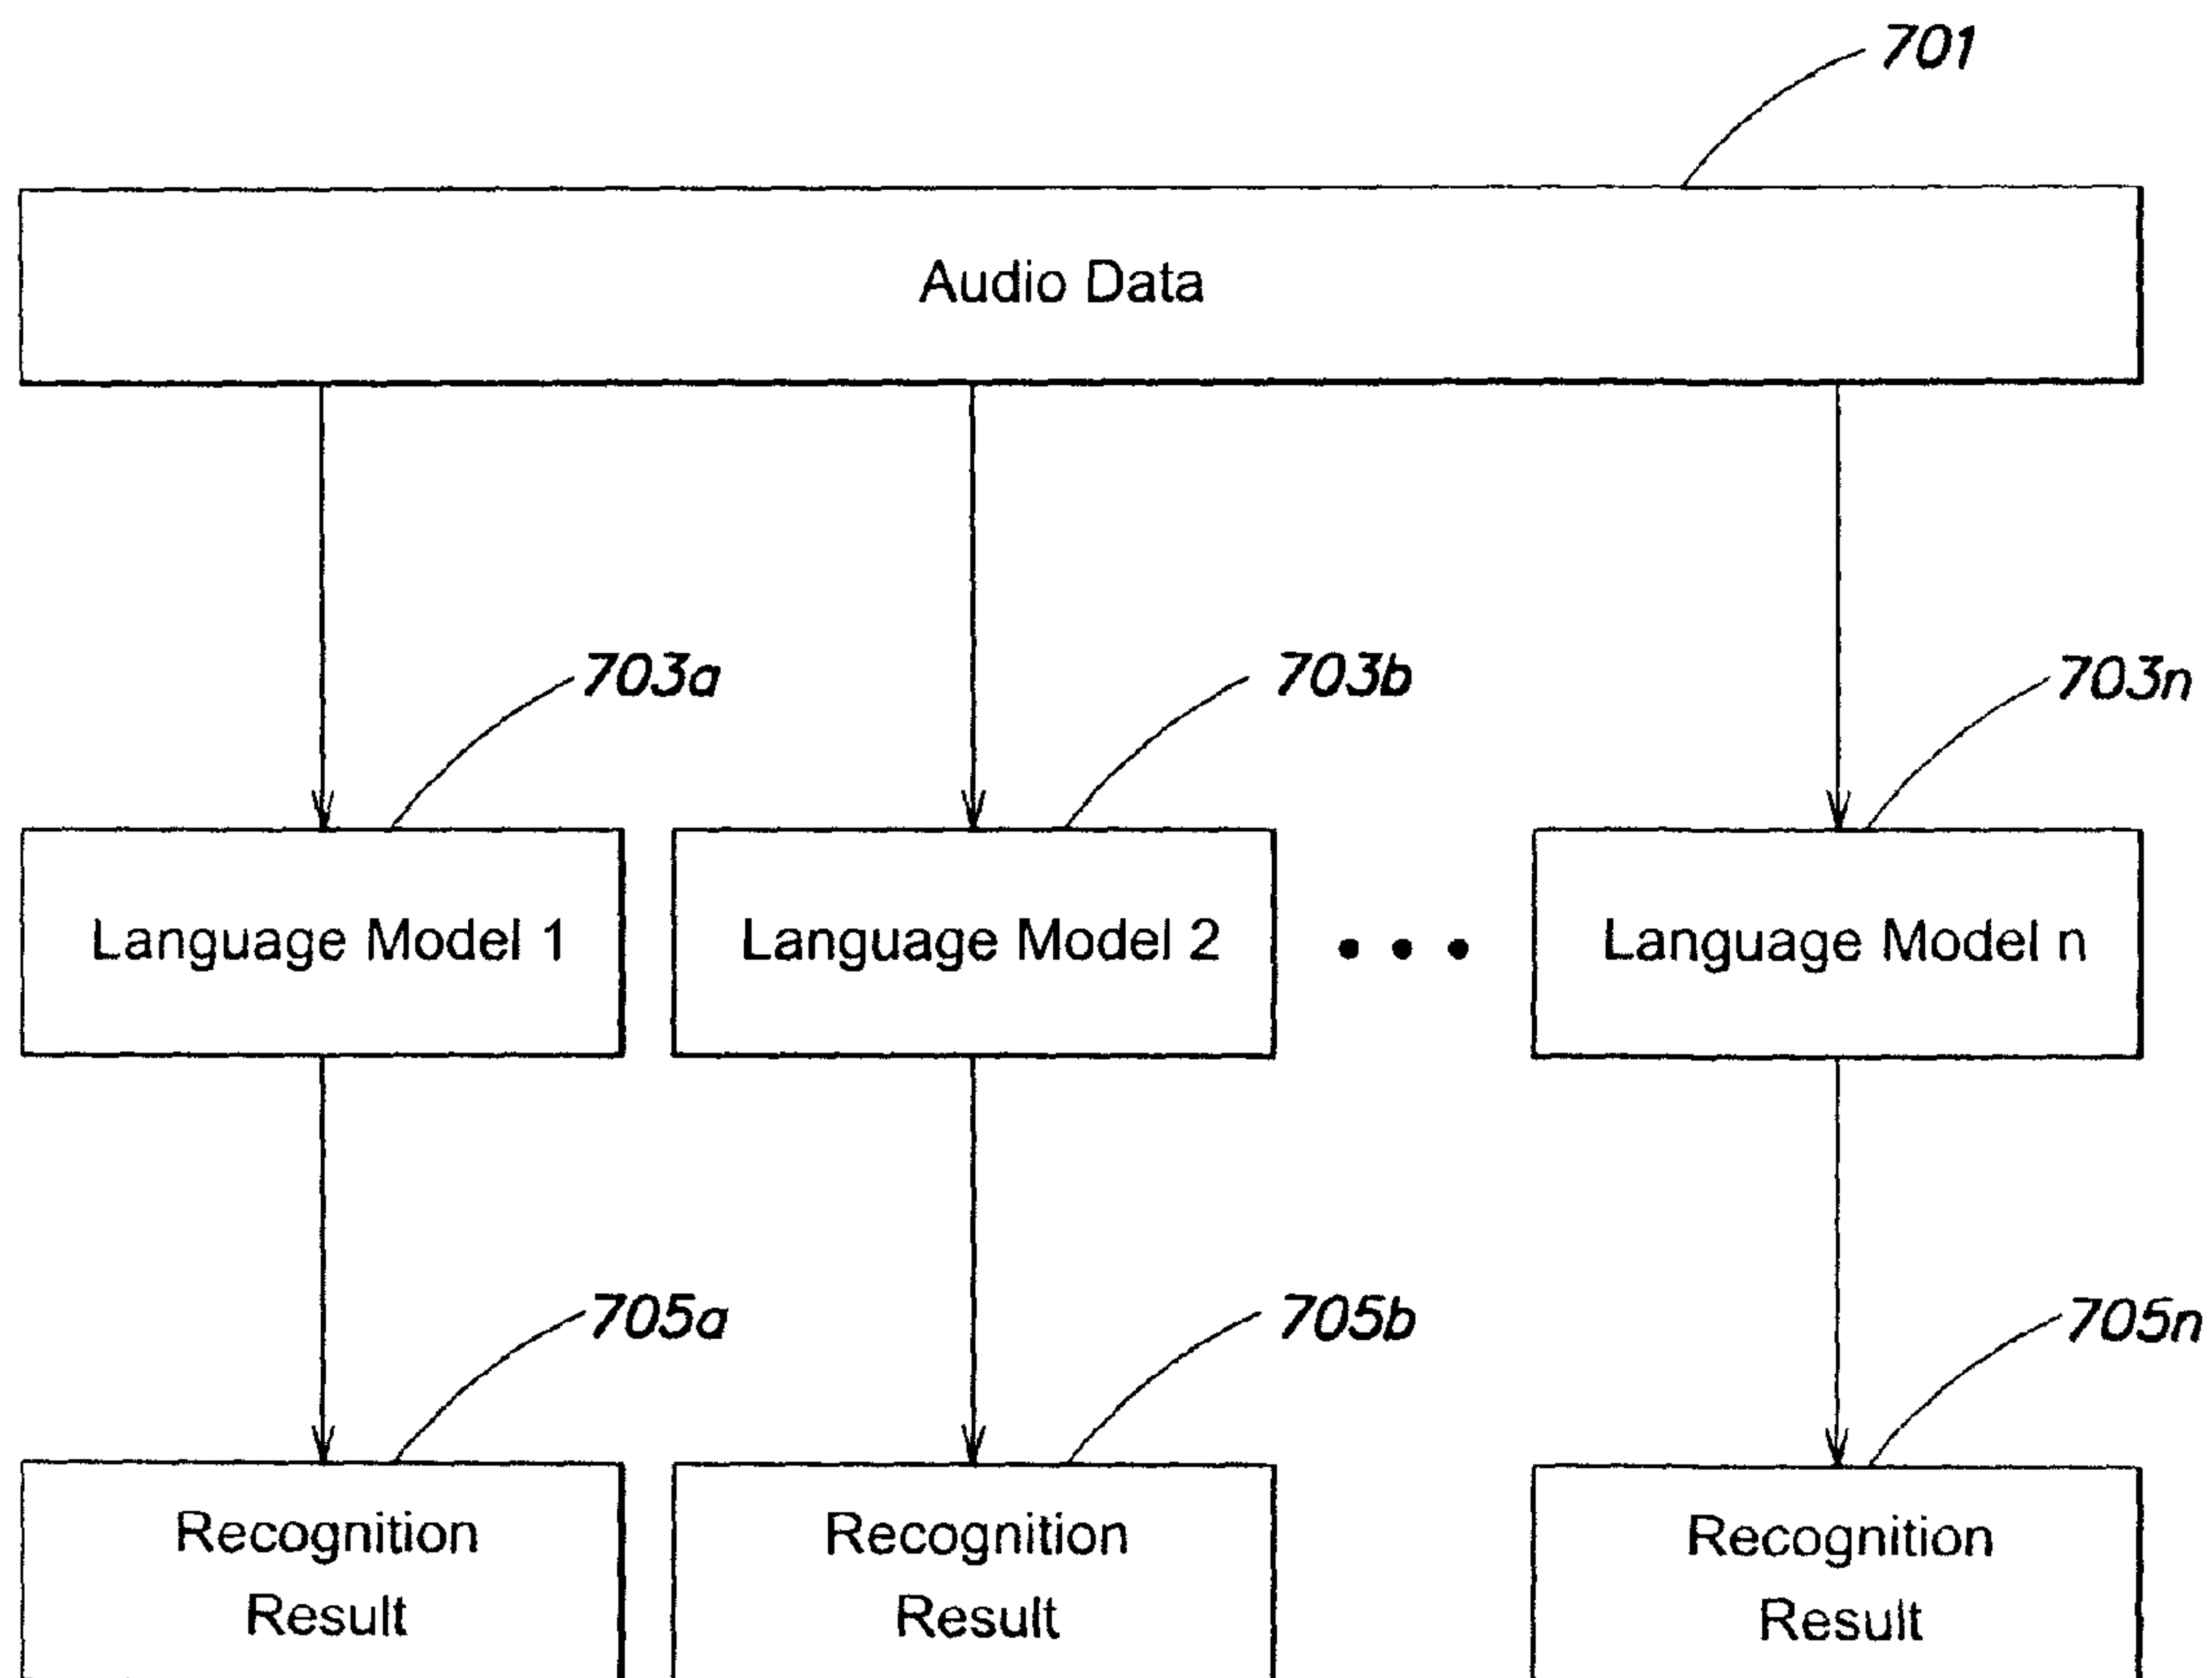 701
Audio Data
703a
703b
703n
Language Model 1
Language Model 2
• • •
Language Model n
705a
705b
705n
Recognition
Result
Recognition
Result
Recognition
Result